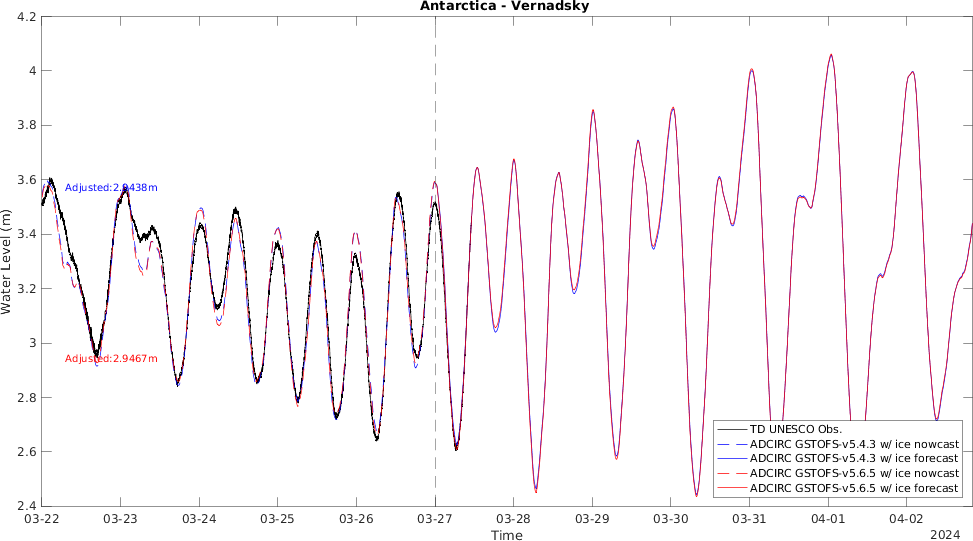 Antarctica - Vernadsky
Water Level (m)
4.2
4
3.8
3.6
3.4
3.2
3
2.8
2.6
2.4
Adjusted:2.9438m
Adjusted:2.9467m
TD UNESCO Obs.
ADCIRC GSTOFS-v5.4.3 w/ ice nowcast
ADCIRC GSTOFS-v5.4.3 w/ ice forecast
ADCIRC GSTOFS-v5.6.5 w/ ice nowcast
ADCIRC GSTOFS-v5.6.5 w/ ice forecast
03-22 03-23 03-24 03-25 03-26 03-27 03-28 03-29 03-30 03-31 04-01 04-02
Time
2024